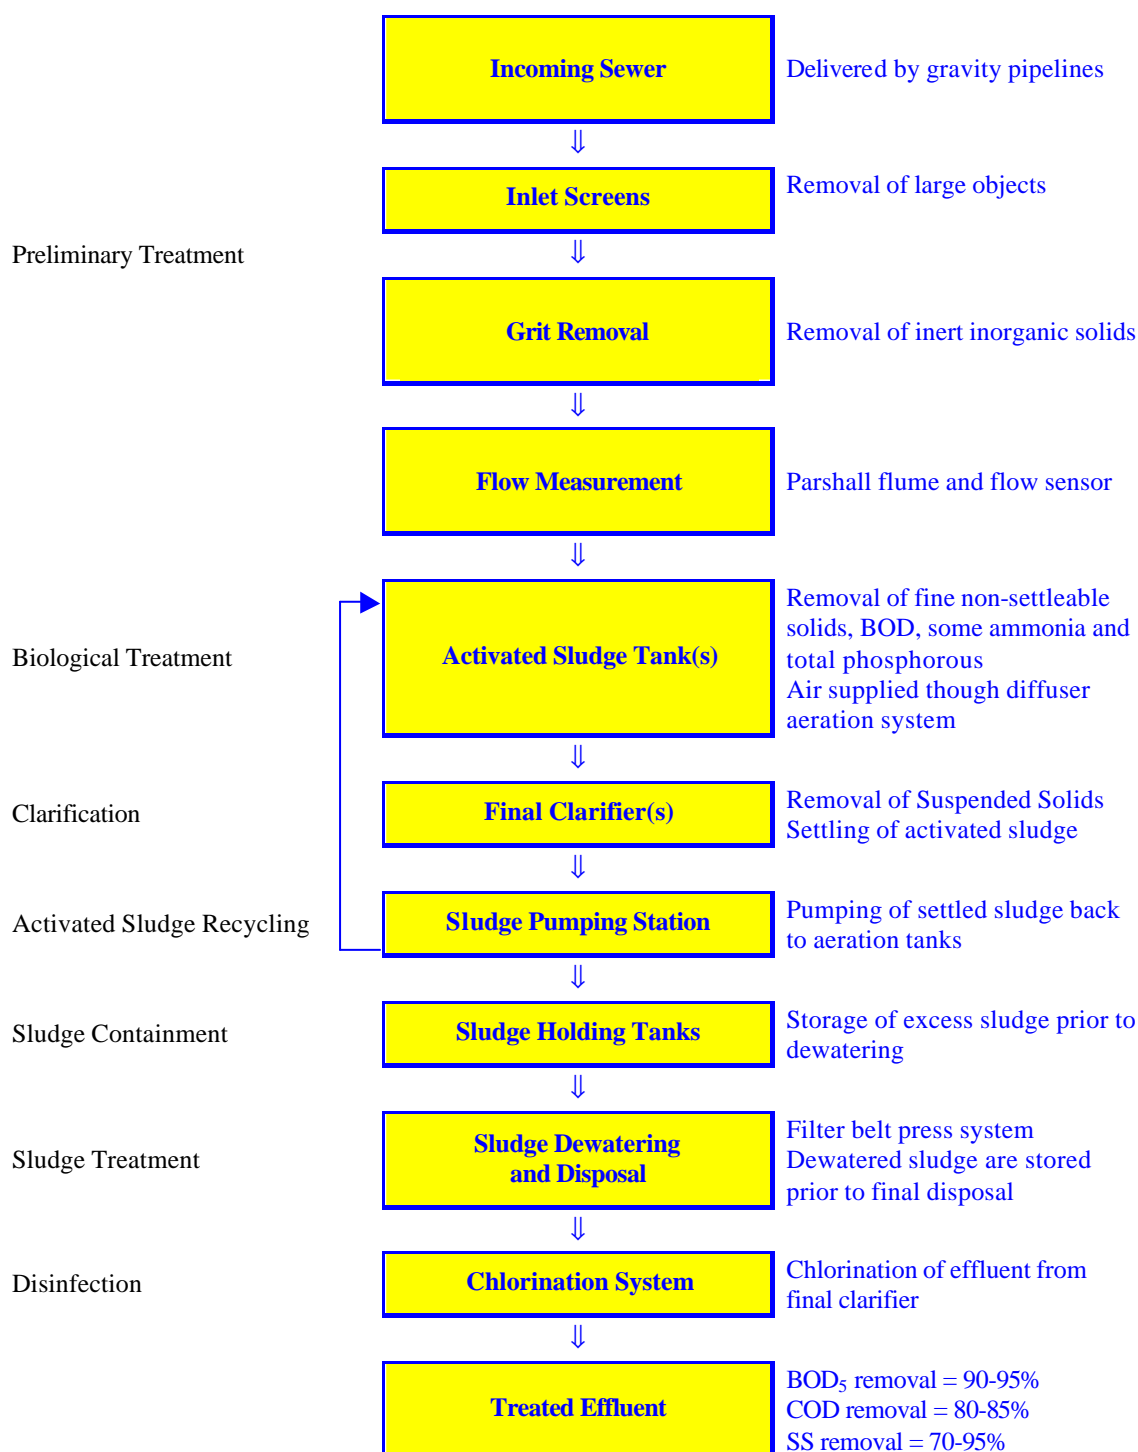 Incoming Sewer
Delivered by gravity pipelines
⇓
Inlet Screens
Removal of large objects
Preliminary Treatment
⇓
Grit Removal
Removal of inert inorganic solids
⇓
Flow Measurement
Parshall flume and flow sensor
⇓
Biological Treatment
Activated Sludge Tank(s)
Removal of fine non-settleable
solids, BOD, some ammonia and
total phosphorous
Air supplied though diffuser
aeration system
⇓
Clarification
Final Clarifier(s)
Removal of Suspended Solids
Settling of activated sludge
⇓
Activated Sludge Recycling
Sludge Pumping Station
Pumping of settled sludge back
to aeration tanks
⇓
Sludge Containment
Sludge Holding Tanks
Storage of excess sludge prior to
dewatering
⇓
Sludge Treatment
Sludge Dewatering
and Disposal
Filter belt press system
Dewatered sludge are stored
prior to final disposal
⇓
Disinfection
Chlorination System
Chlorination of effluent from
final clarifier
⇓
Treated Effluent
BOD₅ removal = 90-95%
COD removal = 80-85%
SS removal = 70-95%